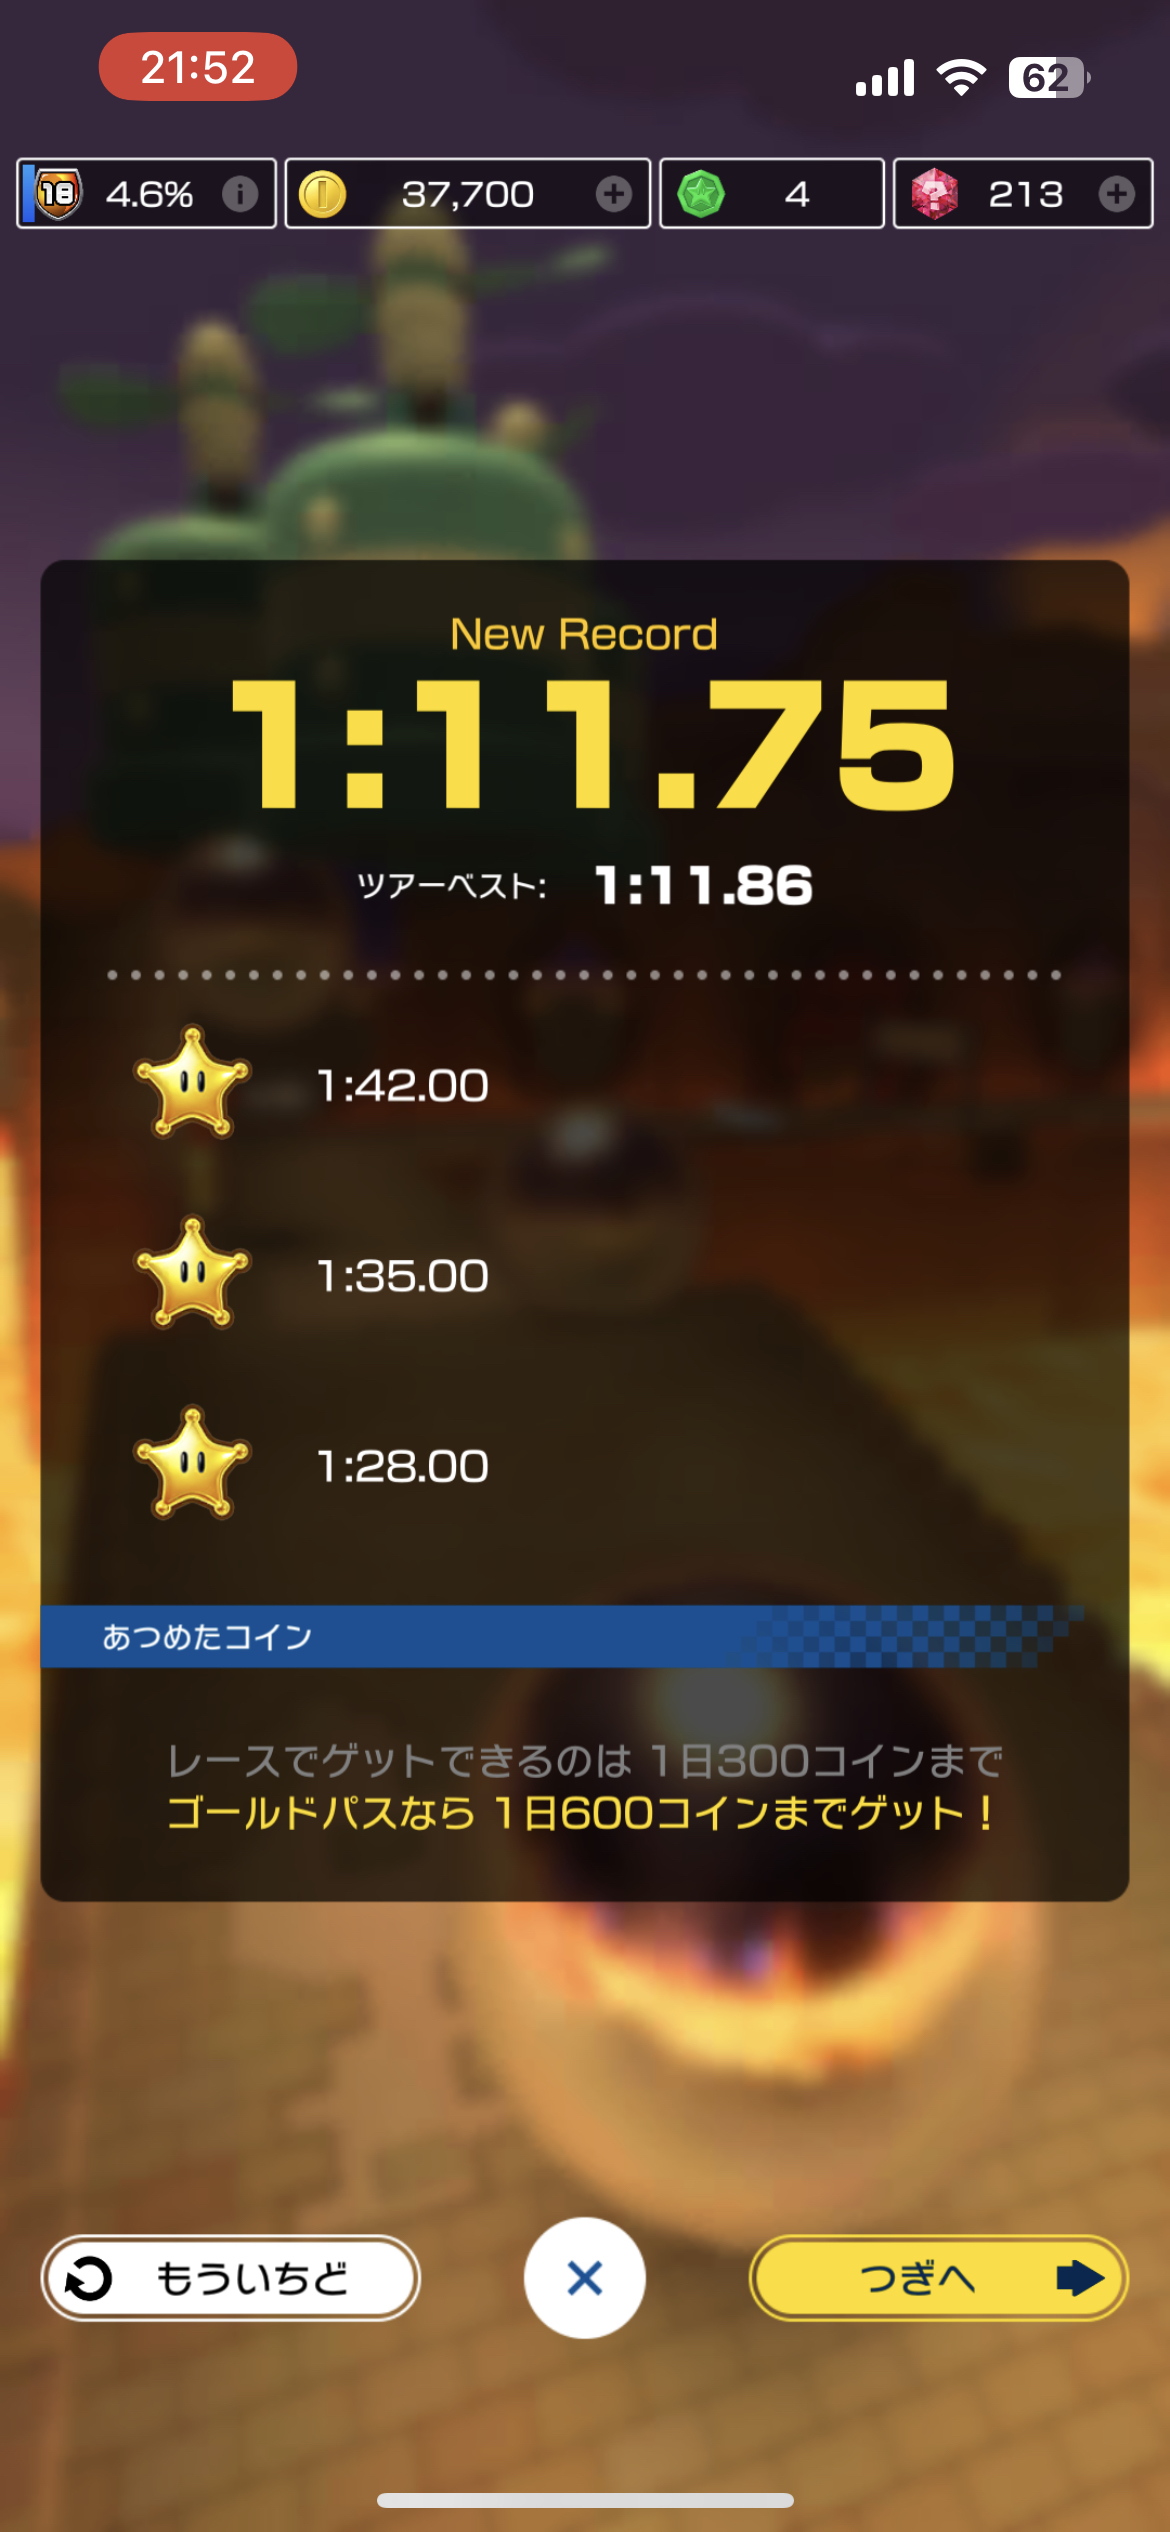 21:52
62
18 4.6% i 37,700 4 213
New Record
1:11.75
ツアーベスト: 1:11.86
1:42.00
1:35.00
1:28.00
あつめたコイン
レースでゲットできるのは 1日300コインまで
ゴールドパスなら 1日600コインまでゲット！
もういちど
つぎへ